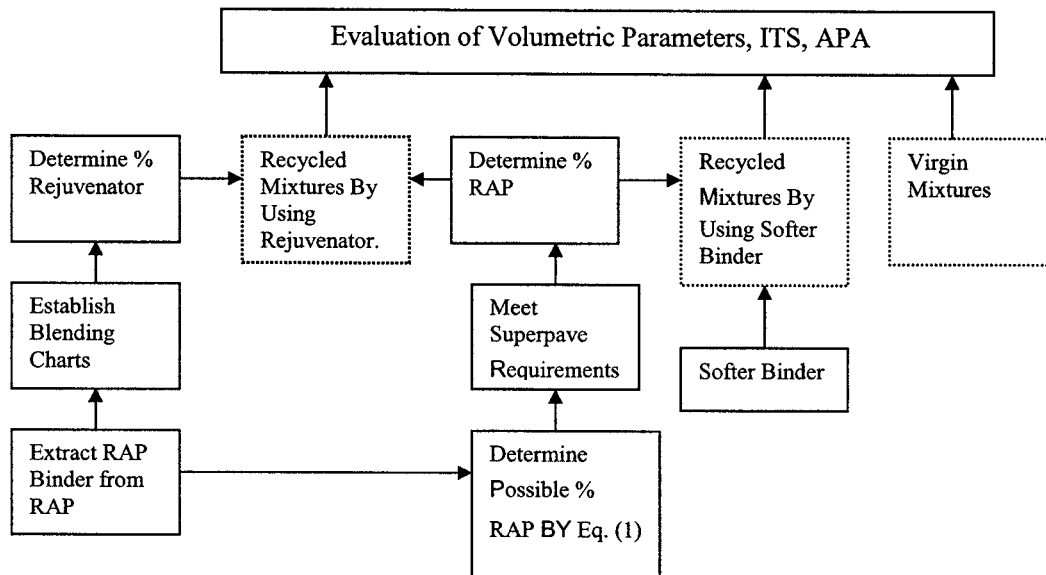 Evaluation of Volumetric Parameters, ITS, APA
Determine %
Rejuvenator
Recycled
Mixtures By
Using
Rejuvenator.
Determine %
RAP
Recycled
Mixtures By
Using Softer
Binder
Virgin
Mixtures
Establish
Blending
Charts
Meet
Superpave
Requirements
Softer Binder
Extract RAP
Binder from
RAP
Determine
Possible %
RAP BY Eq. (1)